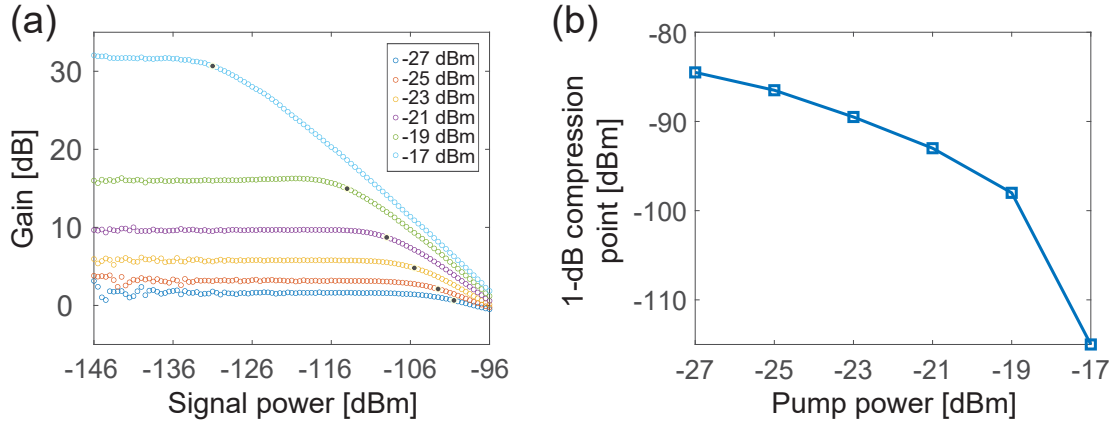 (a)
Gain [dB]
30
20
10
0
-27 dBm
-25 dBm
-23 dBm
-21 dBm
-19 dBm
-17 dBm
-146 -136 -126 -116 -106 -96
Signal power [dBm]
(b)
1-dB compression
point [dBm]
-80
-90
-100
-110
-27 -25 -23 -21 -19 -17
Pump power [dBm]